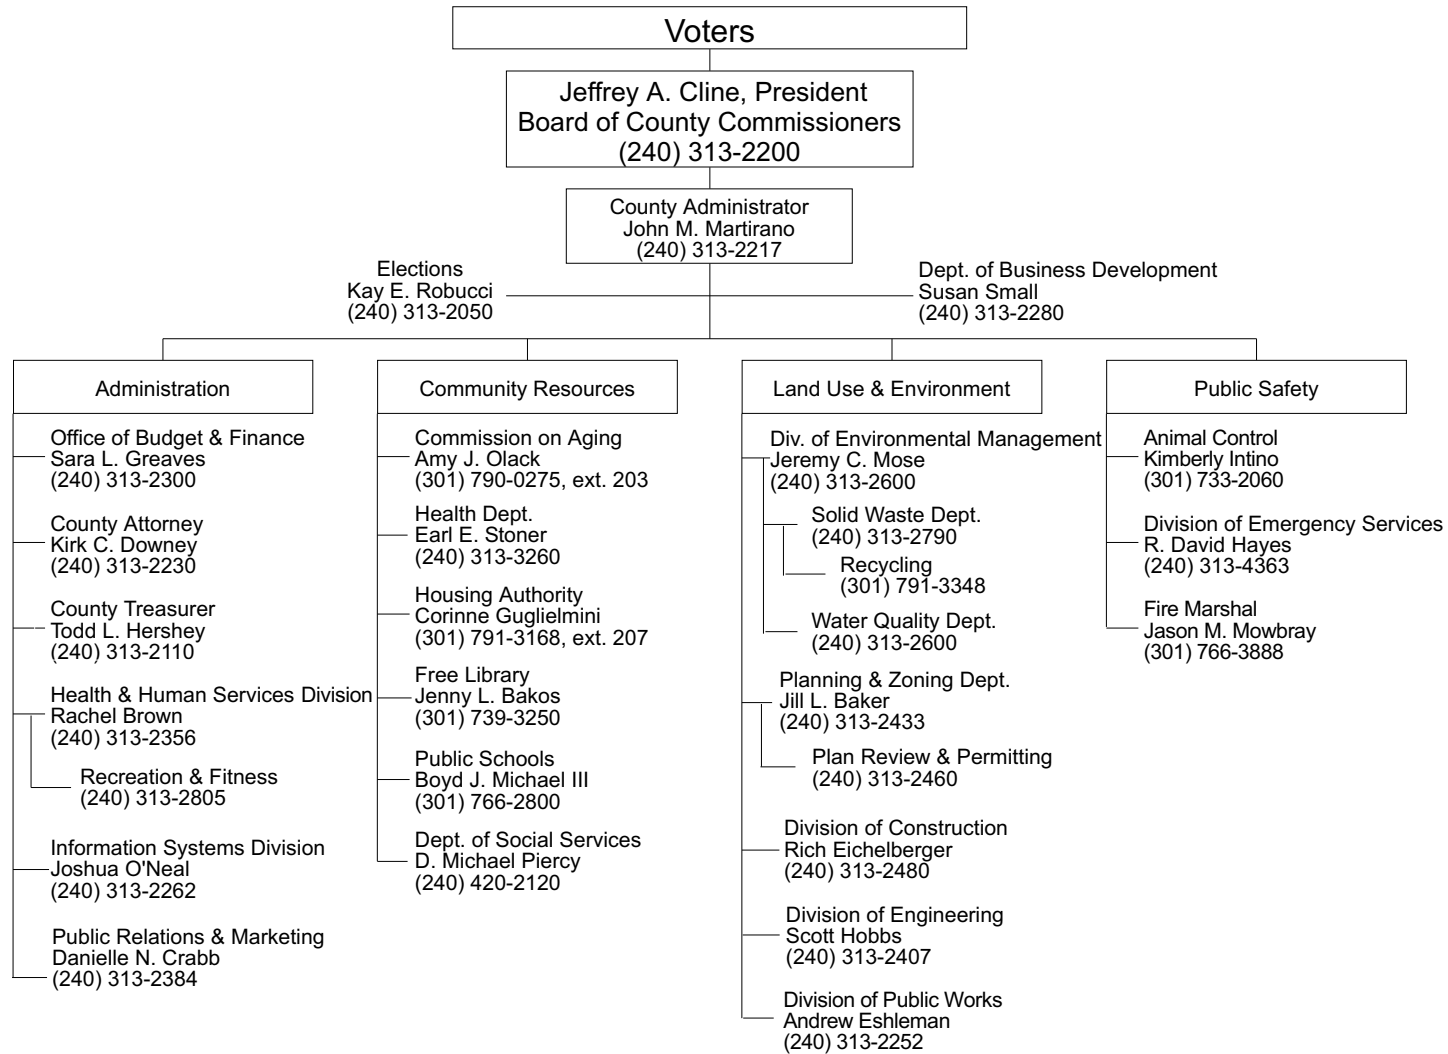 Voters
Jeffrey A. Cline, President
Board of County Commissioners
(240) 313-2200
County Administrator
John M. Martirano
(240) 313-2217
Elections
Kay E. Robucci
(240) 313-2050
Dept. of Business Development
Susan Small
(240) 313-2280
Administration
Office of Budget & Finance
Sara L. Greaves
(240) 313-2300
County Attorney
Kirk C. Downey
(240) 313-2230
County Treasurer
Todd L. Hershey
(240) 313-2110
Health & Human Services Division
Rachel Brown
(240) 313-2356
Recreation & Fitness
(240) 313-2805
Information Systems Division
Joshua O'Neal
(240) 313-2262
Public Relations & Marketing
Danielle N. Crabb
(240) 313-2384
Community Resources
Commission on Aging
Amy J. Olack
(301) 790-0275, ext. 203
Health Dept.
Earl E. Stoner
(240) 313-3260
Housing Authority
Corinne Guglielmini
(301) 791-3168, ext. 207
Free Library
Jenny L. Bakos
(301) 739-3250
Public Schools
Boyd J. Michael III
(301) 766-2800
Dept. of Social Services
D. Michael Piercy
(240) 420-2120
Land Use & Environment
Div. of Environmental Management
Jeremy C. Mose
(240) 313-2600
Solid Waste Dept.
(240) 313-2790
Recycling
(301) 791-3348
Water Quality Dept.
(240) 313-2600
Planning & Zoning Dept.
Jill L. Baker
(240) 313-2433
Plan Review & Permitting
(240) 313-2460
Division of Construction
Rich Eichelberger
(240) 313-2480
Division of Engineering
Scott Hobbs
(240) 313-2407
Division of Public Works
Andrew Eshleman
(240) 313-2252
Public Safety
Animal Control
Kimberly Intino
(301) 733-2060
Division of Emergency Services
R. David Hayes
(240) 313-4363
Fire Marshal
Jason M. Mowbray
(301) 766-3888